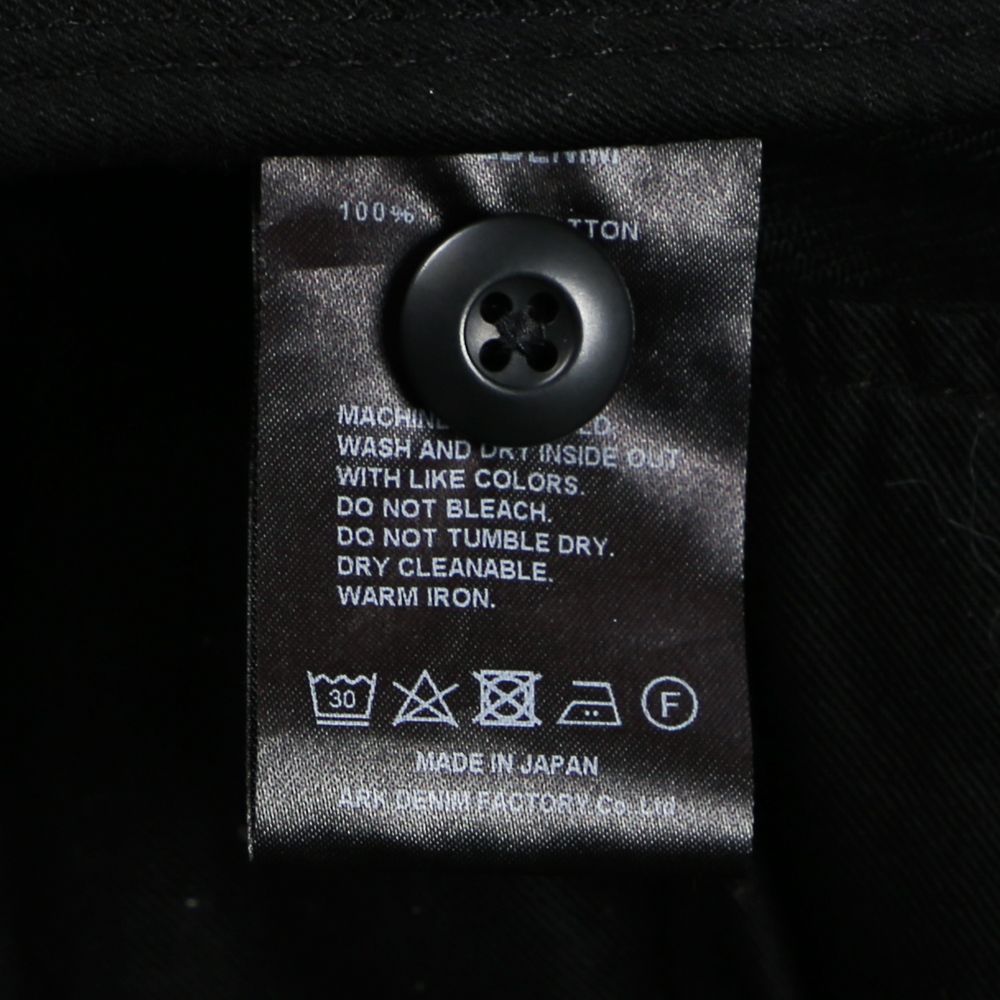 100% TTON
WASH AND DRY INSIDE OUT
WITH LIKE COLORS.
DO NOT BLEACH.
DO NOT TUMBLE DRY.
DRY CLEANABLE.
WARM IRON.
30
F
MADE IN JAPAN
ARK DENIM FACTORY Co., Ltd.